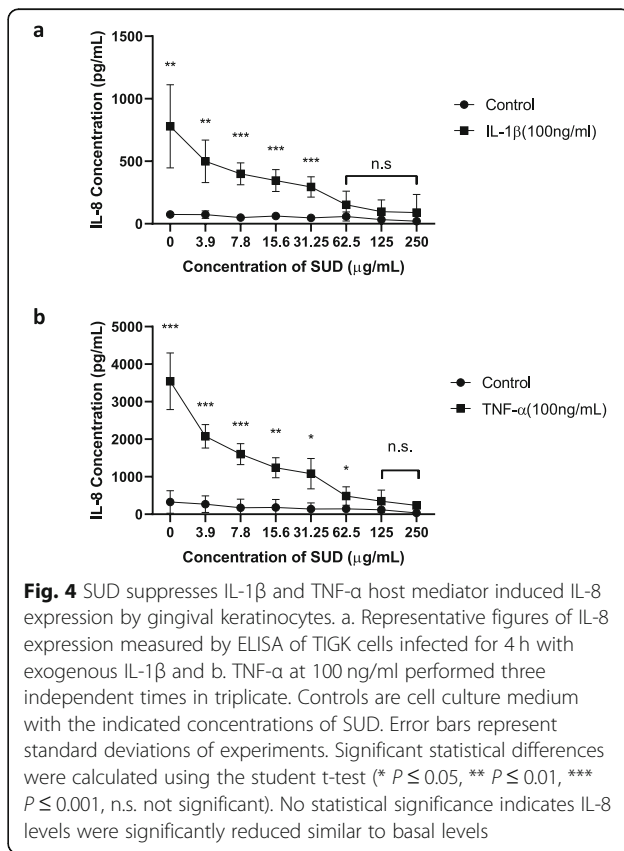 a
1500
1000
500
0
IL-8 Concentration (pg/mL)
** ** *** *** *** n.s
Control
IL-1β(100ng/ml)
0 3.9 7.8 15.6 31.25 62.5 125 250
Concentration of SUD (μg/mL)
b
5000
4000
3000
2000
1000
0
IL-8 Concentration (pg/mL)
*** *** *** ** * * n.s.
Control
TNF-α(100ng/mL)
0 3.9 7.8 15.6 31.25 62.5 125 250
Concentration of SUD (μg/mL)
Fig. 4 SUD suppresses IL-1β and TNF-α host mediator induced IL-8
expression by gingival keratinocytes. a. Representative figures of IL-8
expression measured by ELISA of TIGK cells infected for 4 h with
exogenous IL-1β and b. TNF-α at 100 ng/ml performed three
independent times in triplicate. Controls are cell culture medium
with the indicated concentrations of SUD. Error bars represent
standard deviations of experiments. Significant statistical differences
were calculated using the student t-test (* P ≤ 0.05, ** P ≤ 0.01, ***
P ≤ 0.001, n.s. not significant). No statistical significance indicates IL-8
levels were significantly reduced similar to basal levels